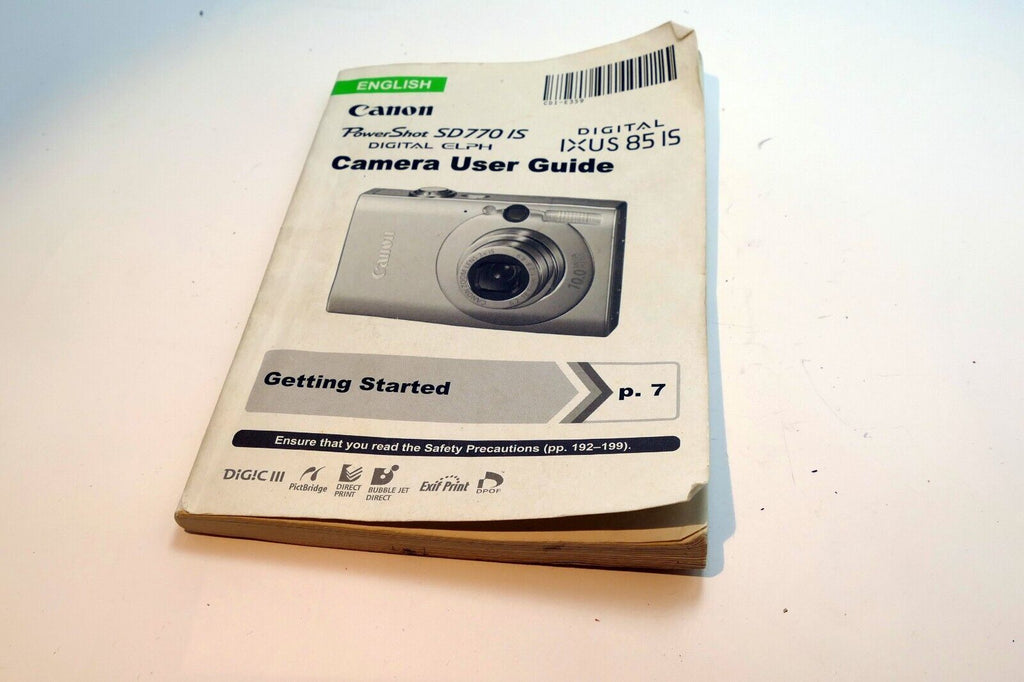 ENGLISH
CDI-E359
Canon
PowerShot SD770 IS
DIGITAL ELPH
DIGITAL
IXUS 85 IS
Camera User Guide
Canon
10.0
Getting Started
p. 7
Ensure that you read the Safety Precautions (pp. 192–199).
DIGIC III
PictBridge
DIRECT
PRINT
BUBBLE JET
DIRECT
Exif Print
DPOF